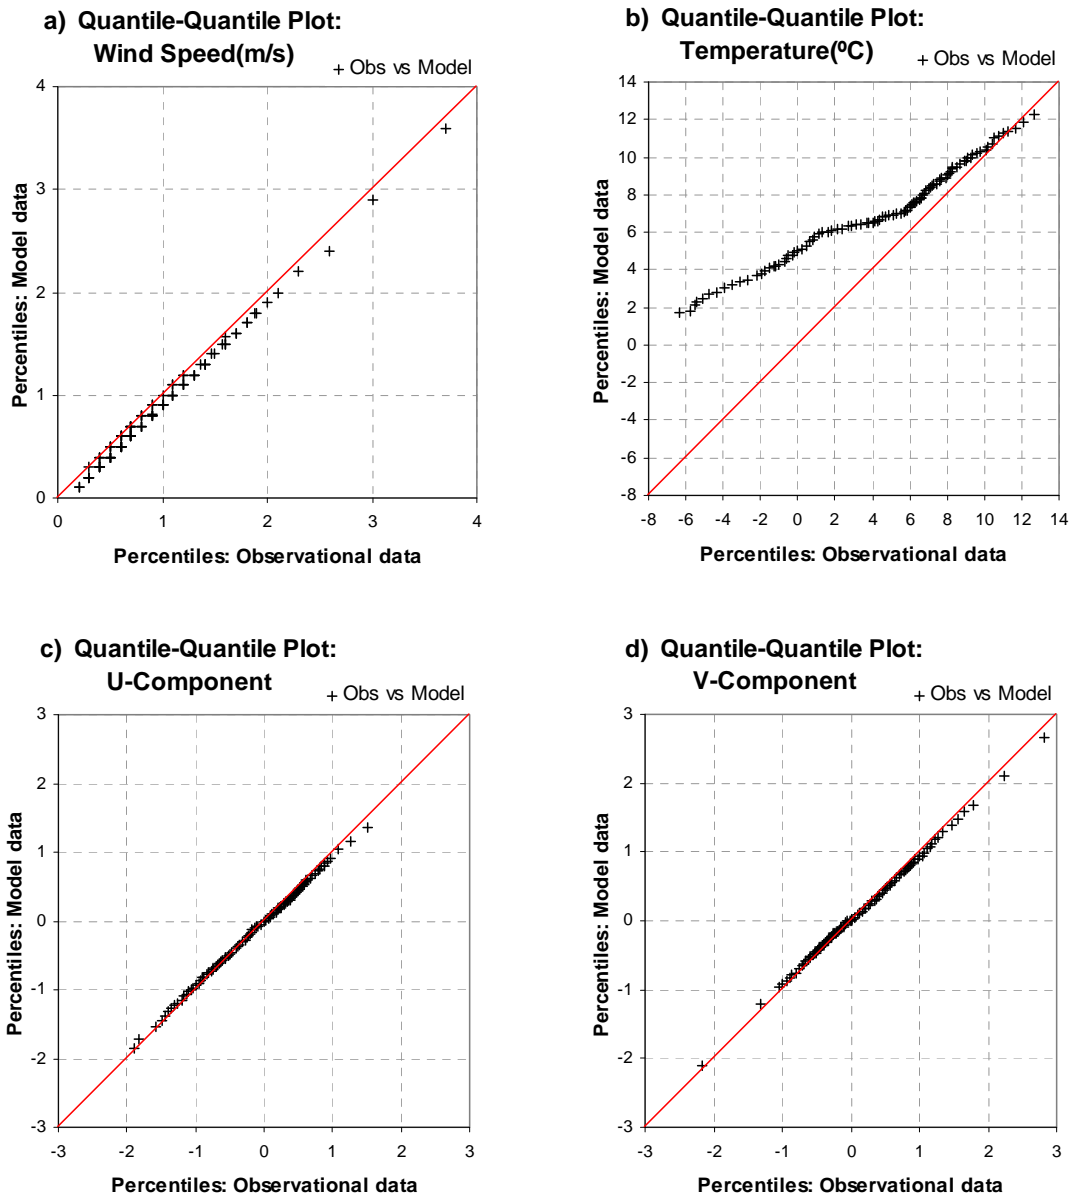 a) Quantile-Quantile Plot:
Wind Speed(m/s)
+ Obs vs Model
4
3
2
1
0
0 1 2 3 4
Percentiles: Model data
Percentiles: Observational data
b) Quantile-Quantile Plot:
Temperature(ºC)
+ Obs vs Model
14
12
10
8
6
4
2
0
-2
-4
-6
-8
-8 -6 -4 -2 0 2 4 6 8 10 12 14
Percentiles: Model data
Percentiles: Observational data
c) Quantile-Quantile Plot:
U-Component
+ Obs vs Model
3
2
1
0
-1
-2
-3
-3 -2 -1 0 1 2 3
Percentiles: Model data
Percentiles: Observational data
d) Quantile-Quantile Plot:
V-Component
+ Obs vs Model
3
2
1
0
-1
-2
-3
-3 -2 -1 0 1 2 3
Percentiles: Model data
Percentiles: Observational data